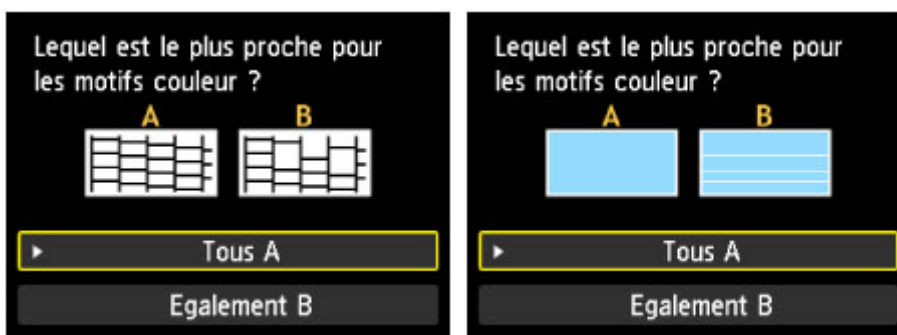 Lequel est le plus proche pour
les motifs couleur ?
A B
Tous A
Egalement B
Lequel est le plus proche pour
les motifs couleur ?
A B
Tous A
Egalement B